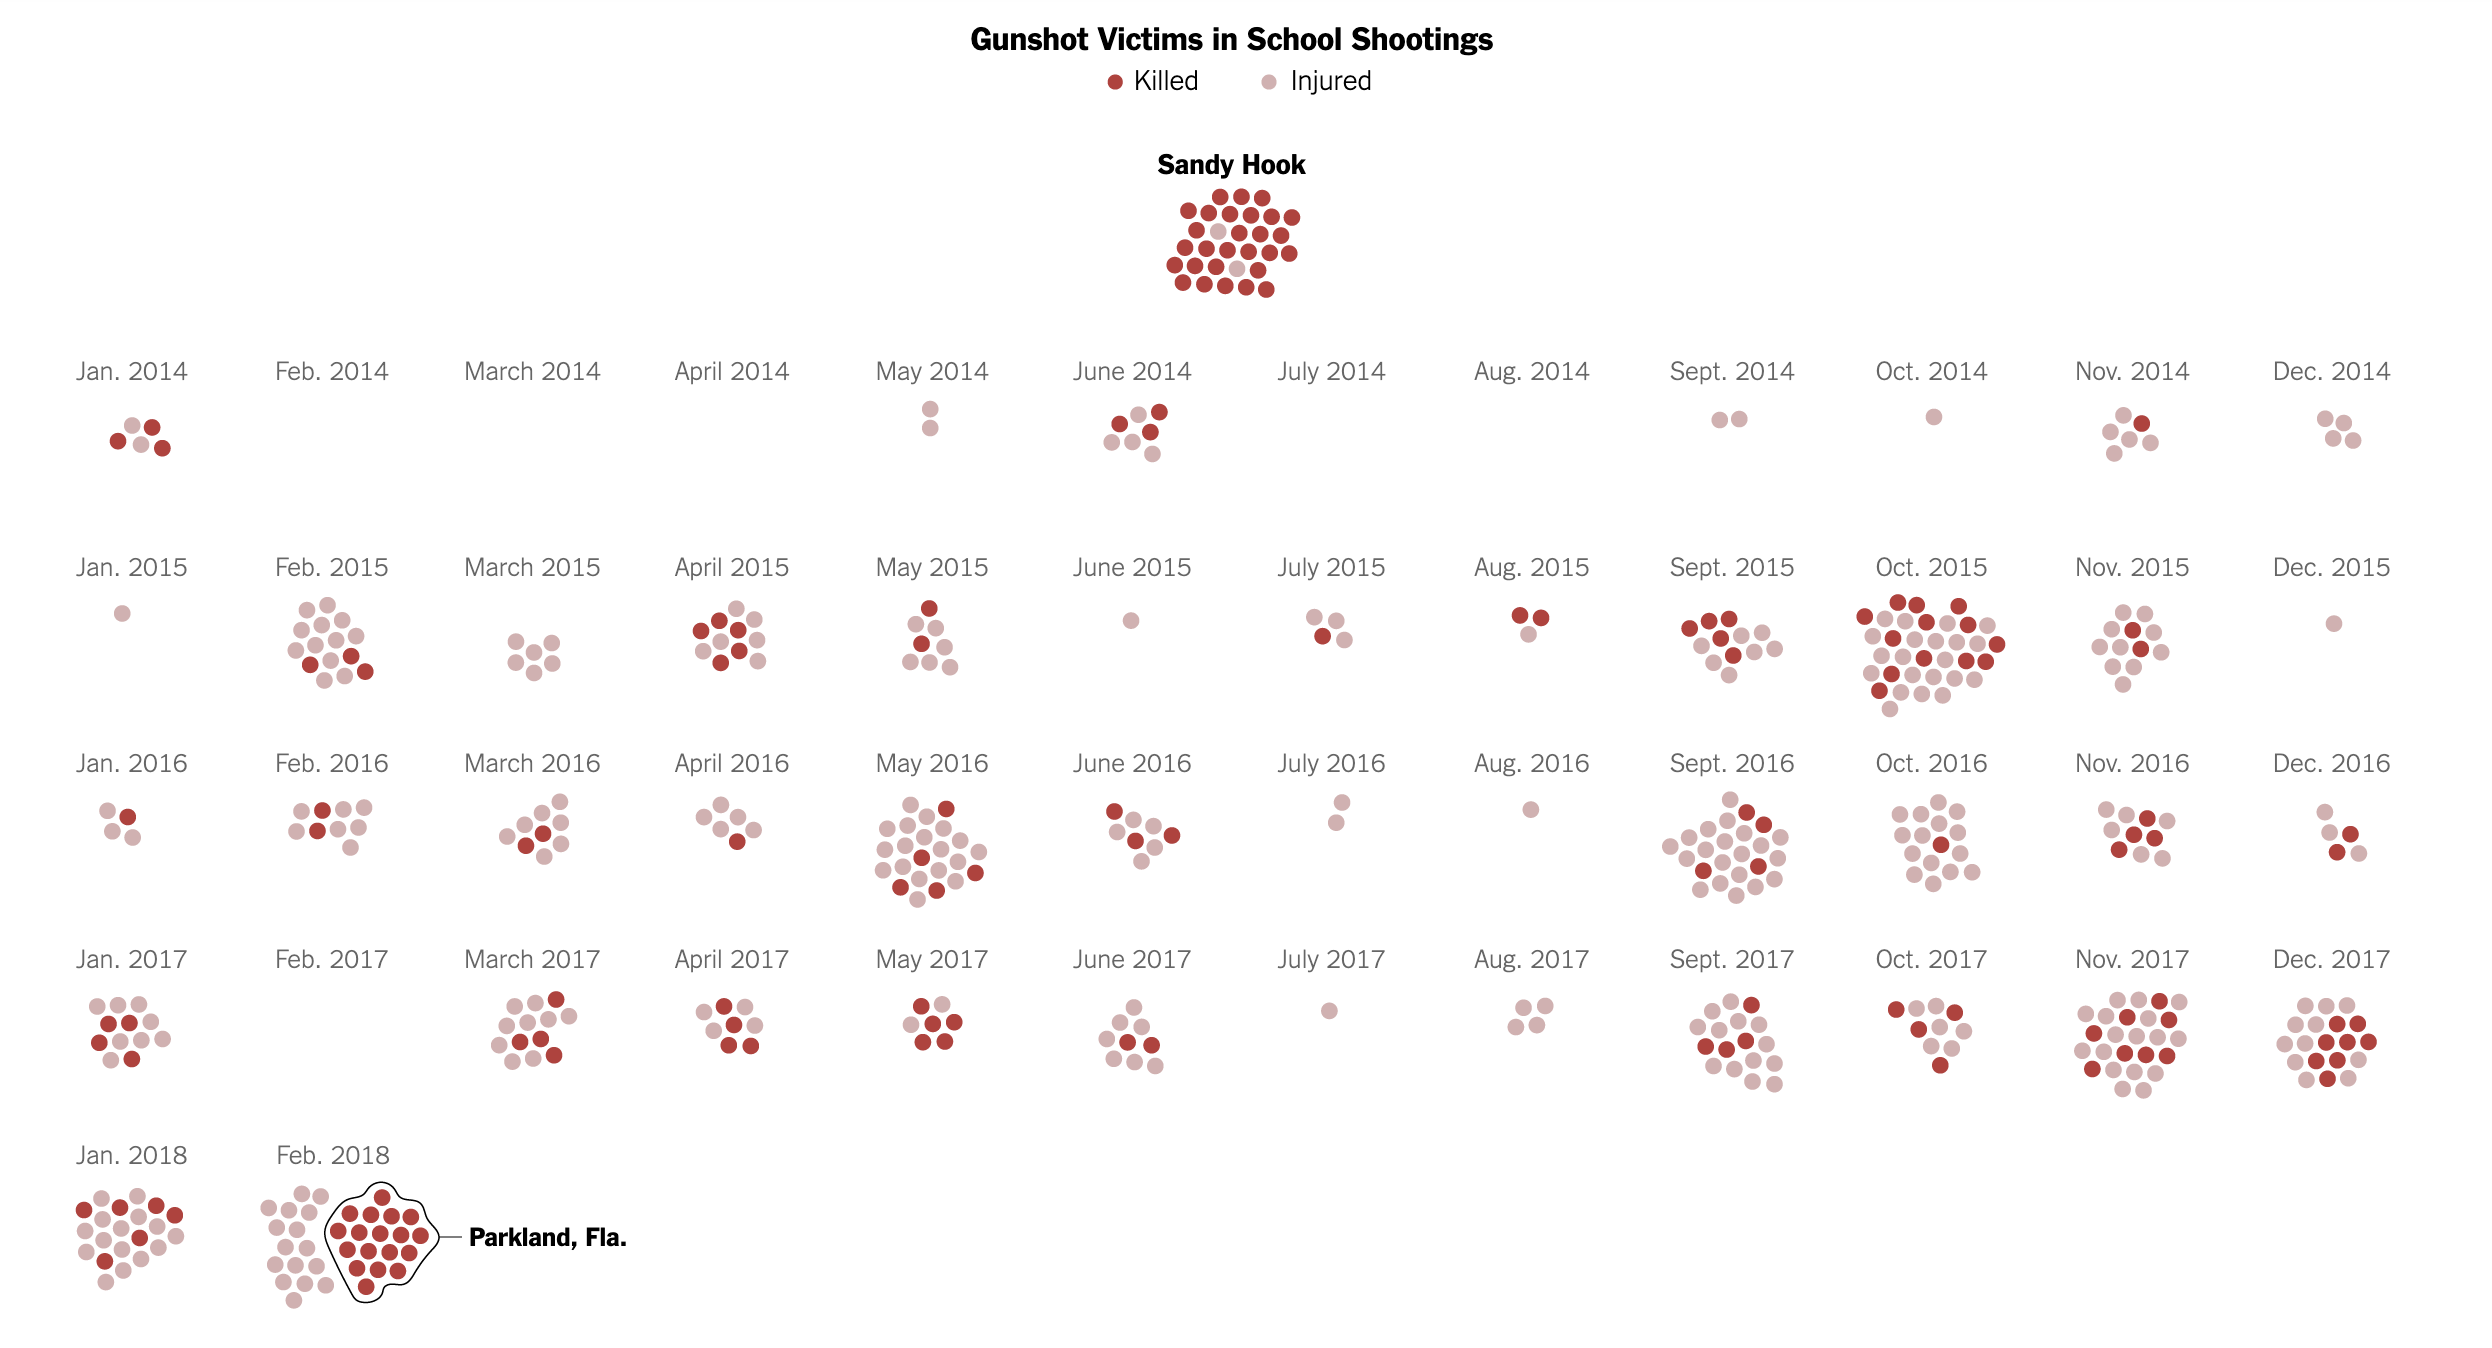 Gunshot Victims in School Shootings
Killed Injured
Sandy Hook
Jan. 2014 Feb. 2014 March 2014 April 2014 May 2014 June 2014 July 2014 Aug. 2014 Sept. 2014 Oct. 2014 Nov. 2014 Dec. 2014
Jan. 2015 Feb. 2015 March 2015 April 2015 May 2015 June 2015 July 2015 Aug. 2015 Sept. 2015 Oct. 2015 Nov. 2015 Dec. 2015
Jan. 2016 Feb. 2016 March 2016 April 2016 May 2016 June 2016 July 2016 Aug. 2016 Sept. 2016 Oct. 2016 Nov. 2016 Dec. 2016
Jan. 2017 Feb. 2017 March 2017 April 2017 May 2017 June 2017 July 2017 Aug. 2017 Sept. 2017 Oct. 2017 Nov. 2017 Dec. 2017
Jan. 2018 Feb. 2018
Parkland, Fla.